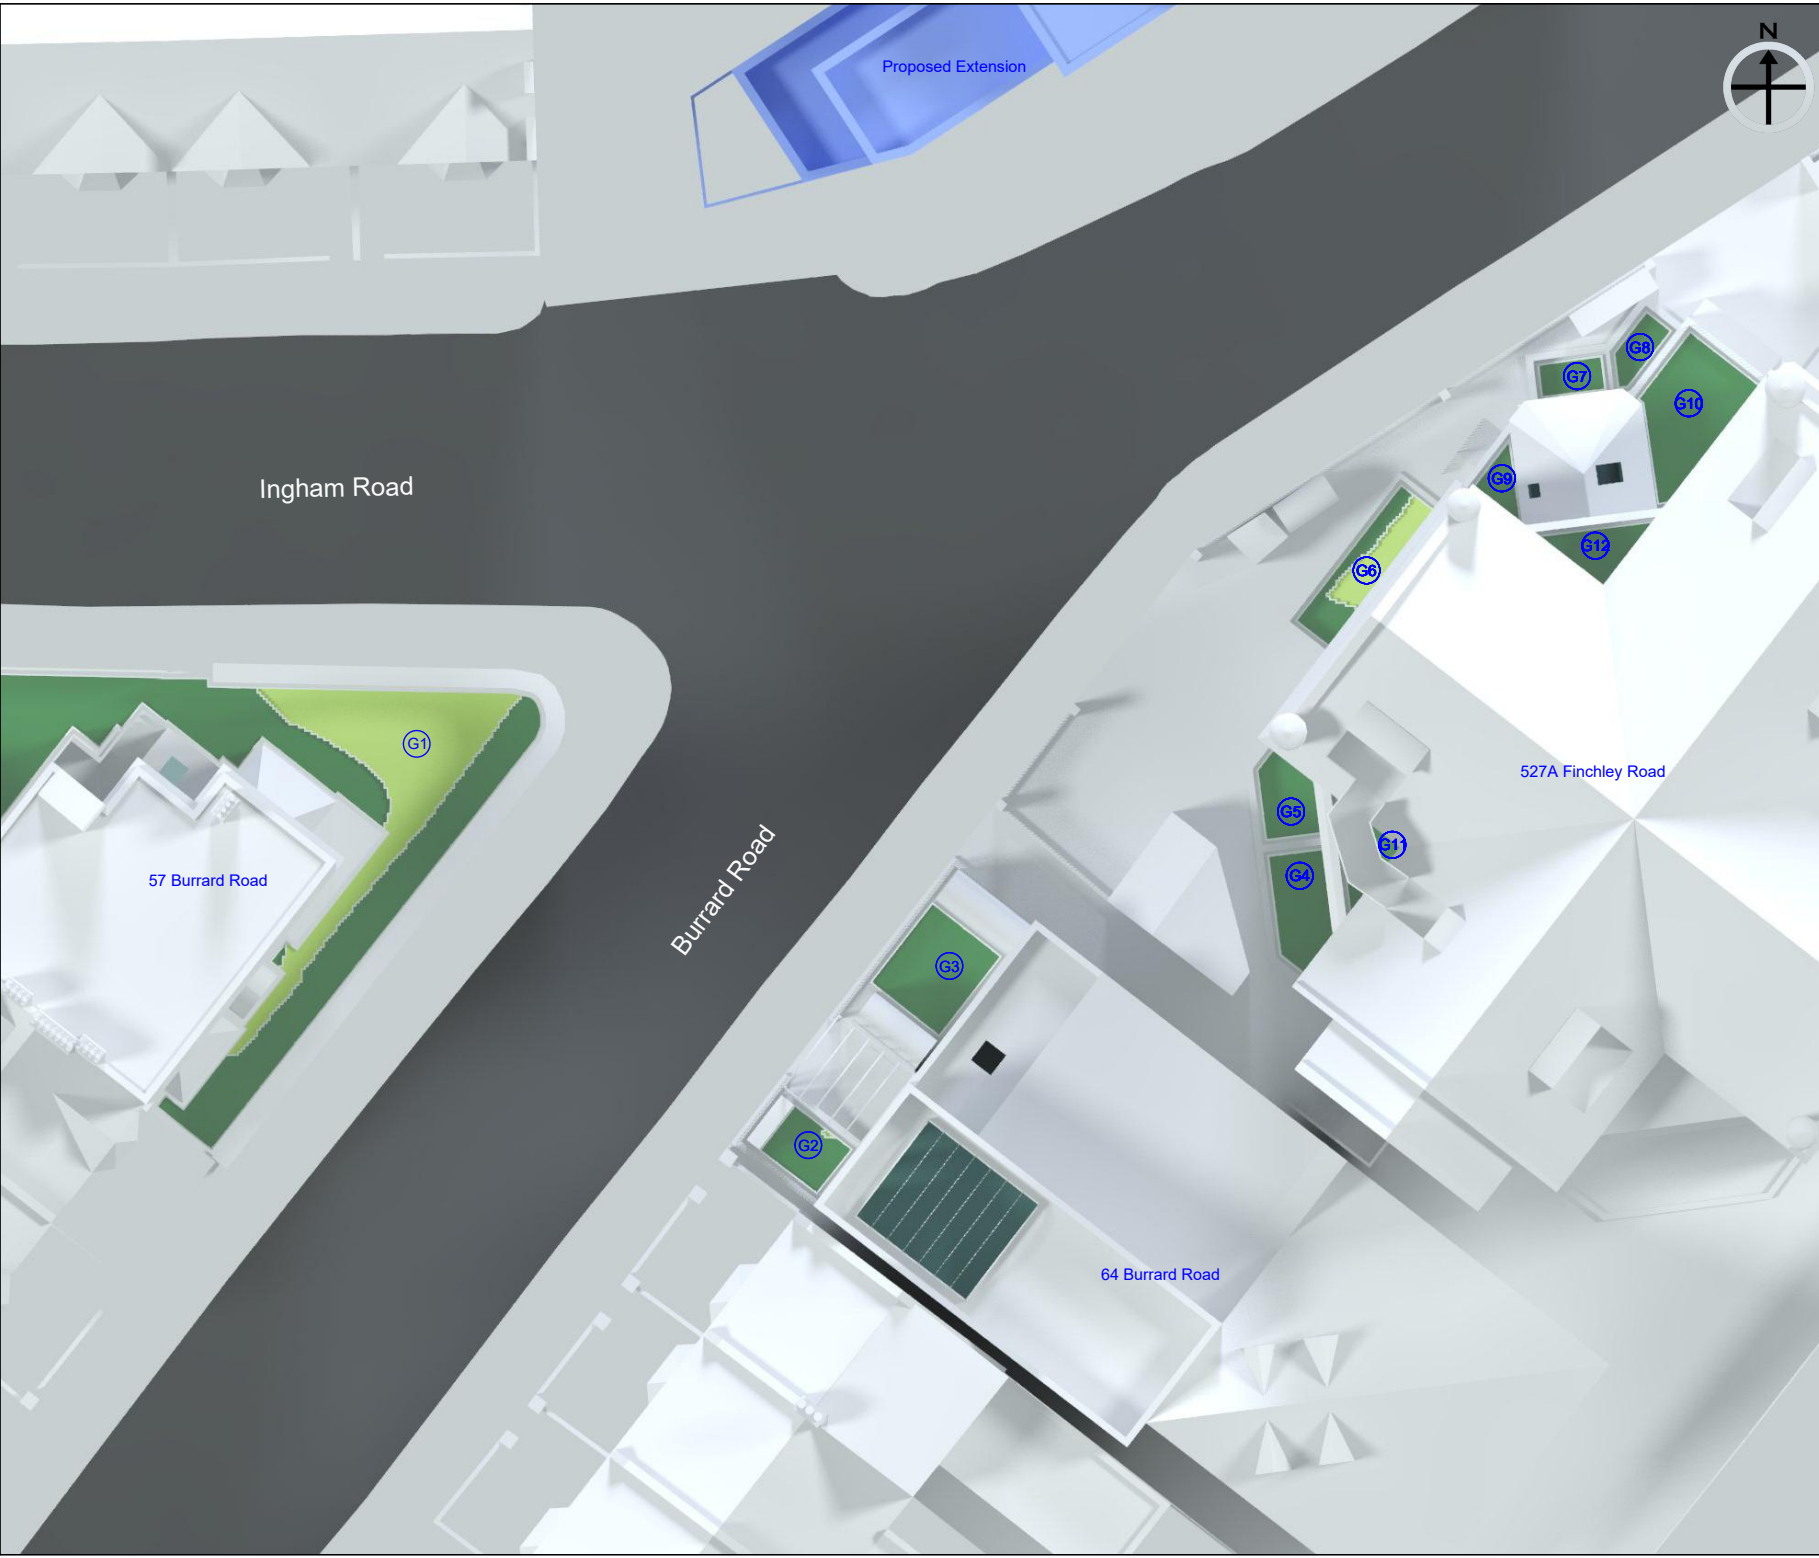 N
Proposed Extension
G8
G7
G10
G9
Ingham Road
G12
G6
G1
527A Finchley Road
G5
G11
Burrard Road
57 Burrard Road
G4
G3
G2
64 Burrard Road